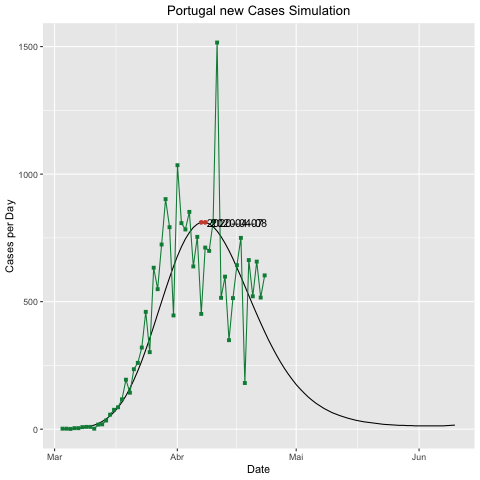 Portugal new Cases Simulation
1500
1000
500
0
Cases per Day
Mar
Abr
Mai
Jun
Date